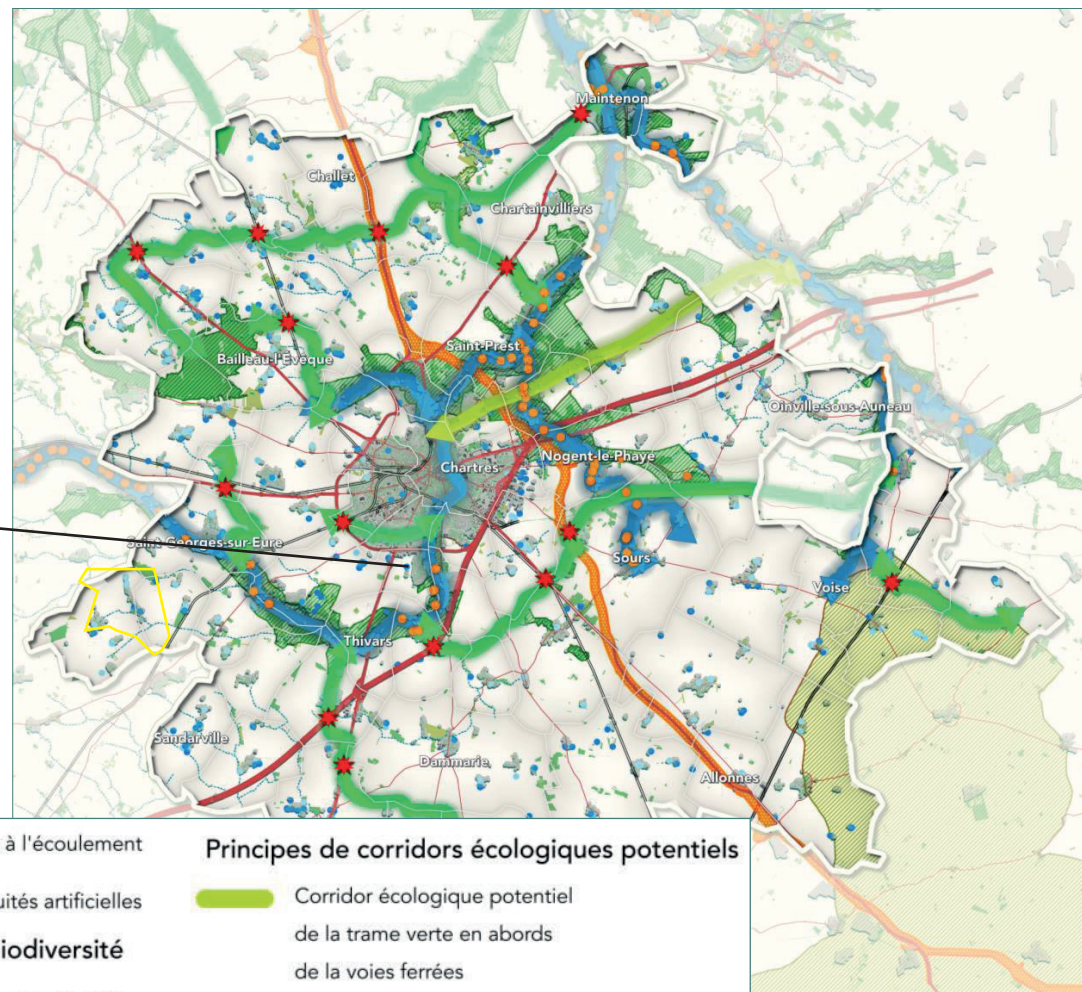 Maintenon
Challet
Chartainvilliers
Saint-Prest
Bailleau-l'Évêque
Oinville-sous-Auneau
Chartres
Nogent-le-Phaye
Saint-Georges-sur-Eure
Sours
Voise
Thivars
Sandarville
Dammarie
Allonnes
à l'écoulement
uités artificielles
iodiversité
Principes de corridors écologiques potentiels
Corridor écologique potentiel
de la trame verte en abords
de la voies ferrées